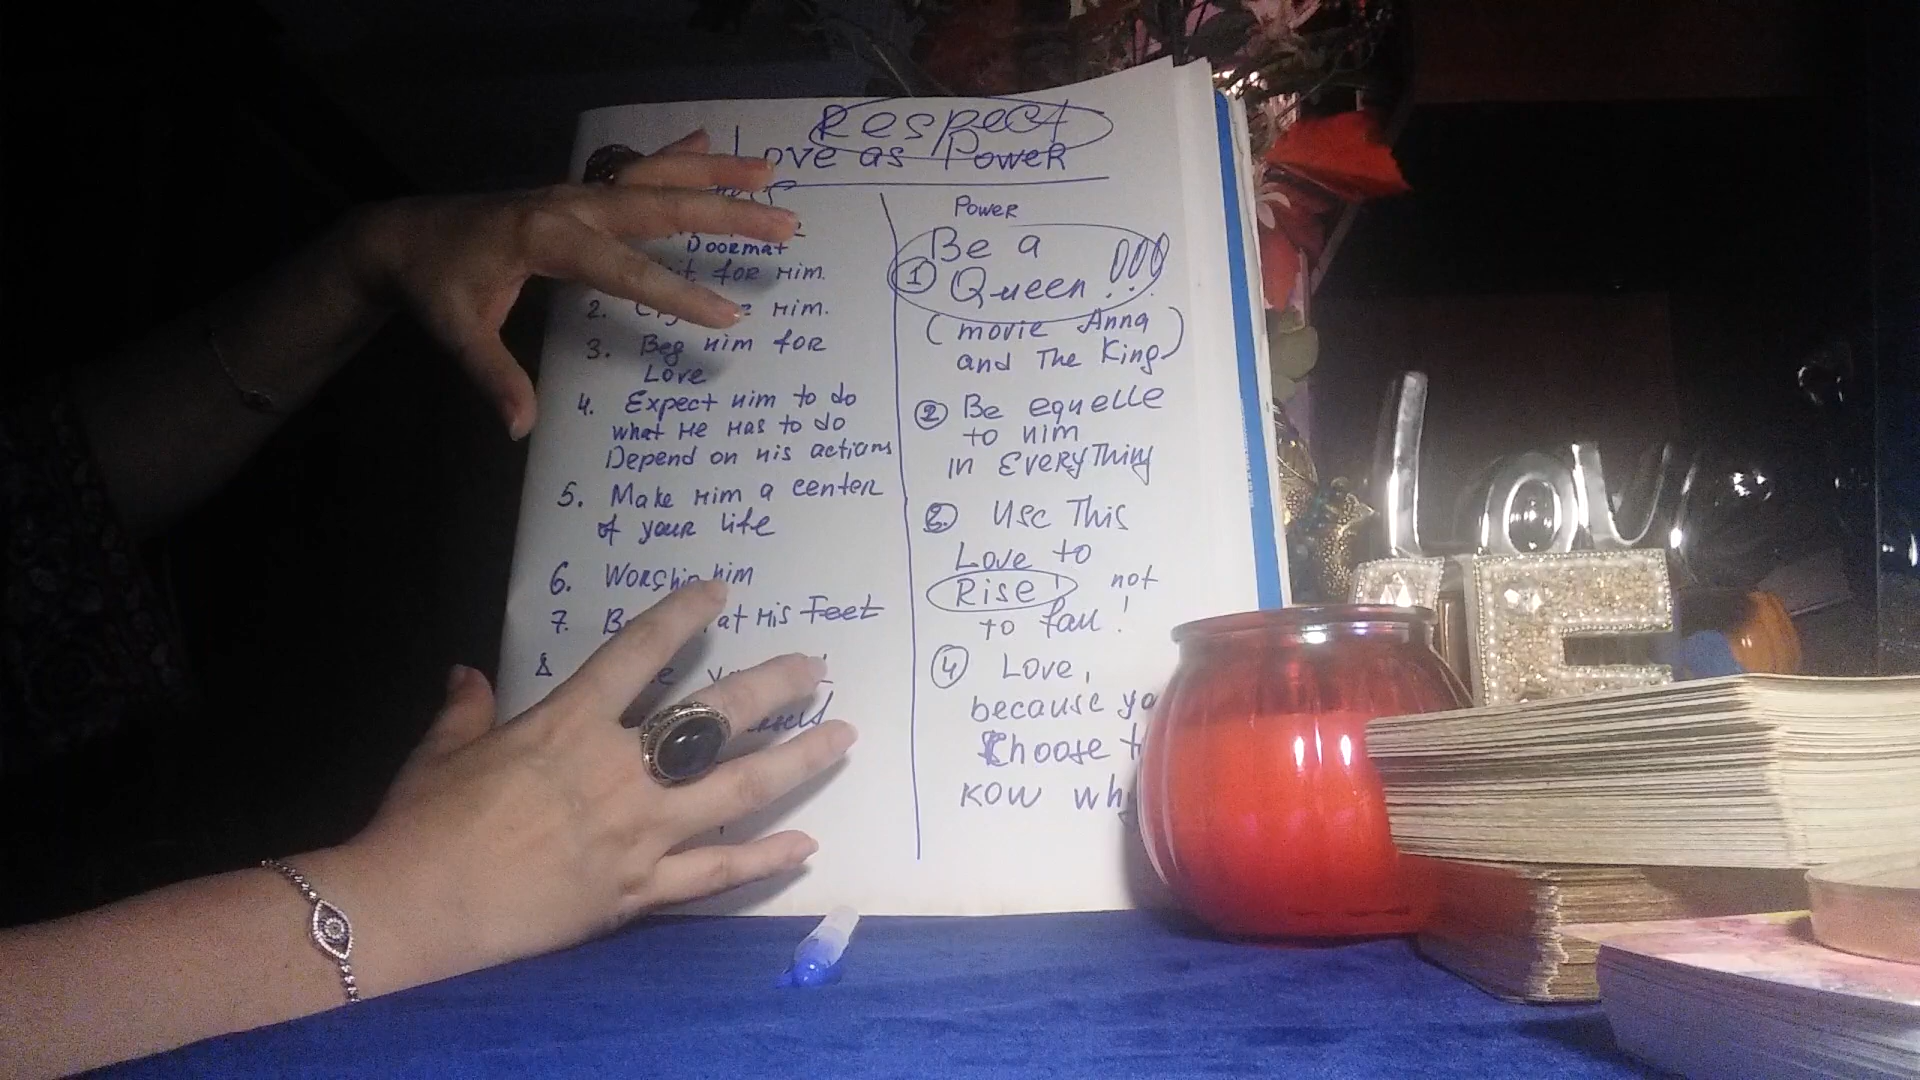 Respect
Love as Power
Doormat
for Him.
2. Him.
3. Beg him for
Love
4. Expect him to do
what He Has to do
Depend on his actions
5. Make Him a center
of your life
6. Worship him
7. at His Feet
8
Power
Be a
1 Queen!!!
(movie Anna
and The King)
2 Be equelle
to him
in EveryThing
3. Use This
Love to
Rise! not
to fall!
4 Love,
because yo
Choose t
kow why
LOV
E